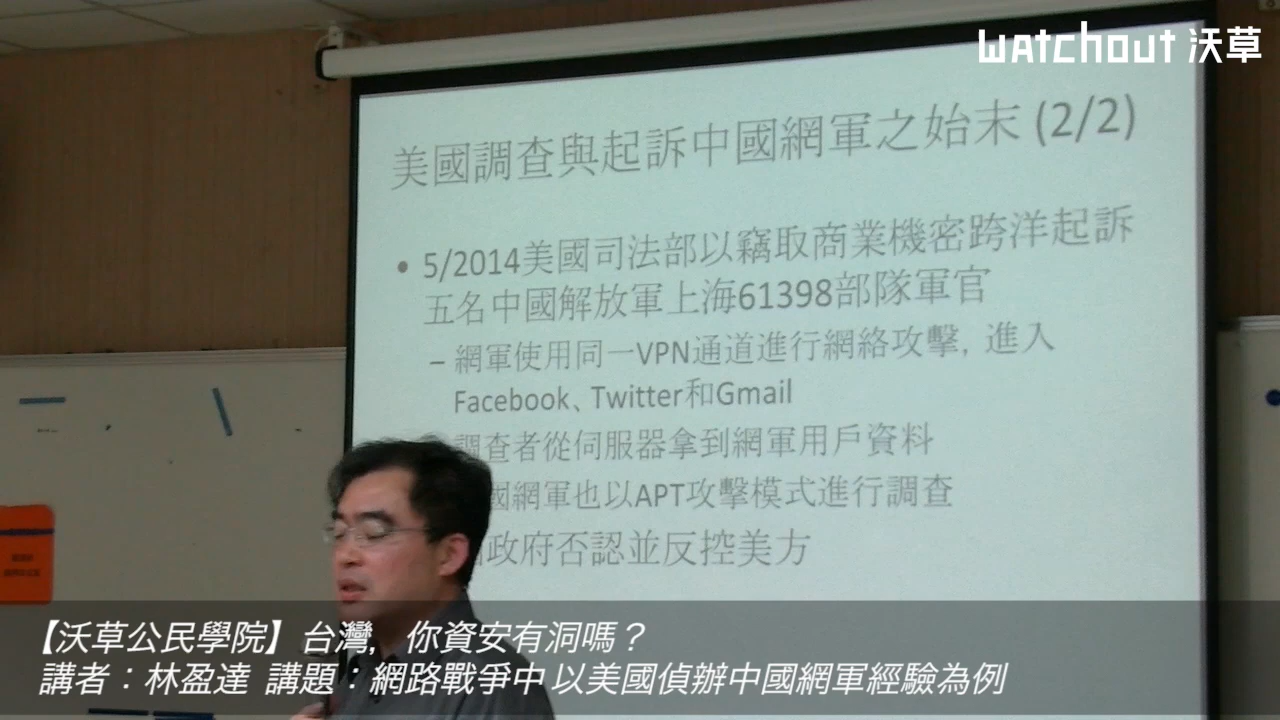 watchout 沃草
美國調查與起訴中國網軍之始末 (2/2)
• 5/2014美國司法部以竊取商業機密跨洋起訴
五名中國解放軍上海61398部隊軍官
– 網軍使用同一VPN通道進行網絡攻擊，進入
Facebook、Twitter和Gmail
調查者從伺服器拿到網軍用戶資料
國網軍也以APT攻擊模式進行調查
政府否認並反控美方
【沃草公民學院】台灣，你資安有洞嗎？
講者：林盈達 講題：網路戰爭中 以美國偵辦中國網軍經驗為例